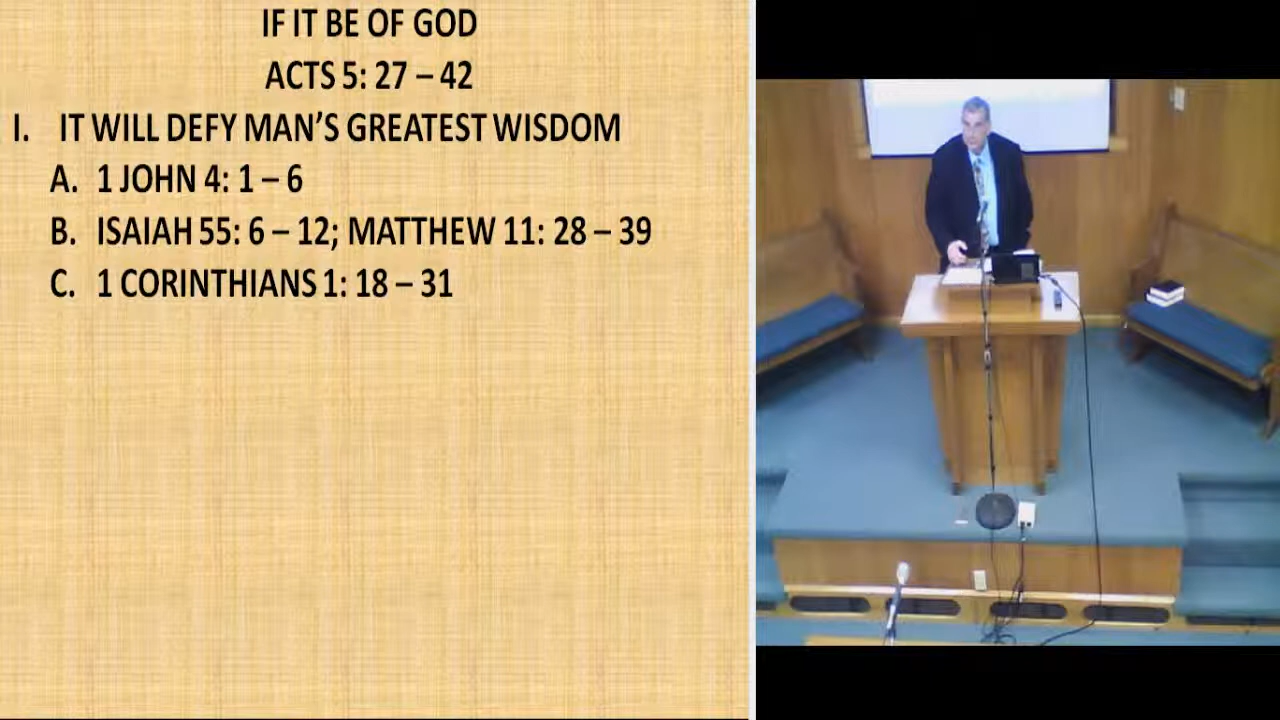 IF IT BE OF GOD
ACTS 5: 27 – 42
I. IT WILL DEFY MAN'S GREATEST WISDOM
A. 1 JOHN 4: 1 – 6
B. ISAIAH 55: 6 – 12; MATTHEW 11: 28 – 39
C. 1 CORINTHIANS 1: 18 – 31